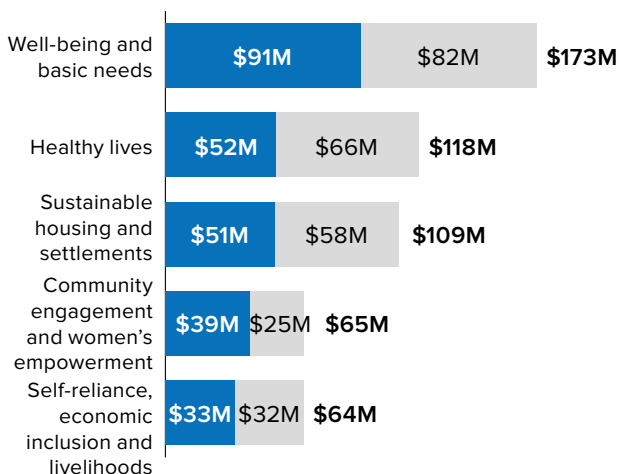 Well-being and
basic needs
$91M $82M $173M
Healthy lives
$52M $66M $118M
Sustainable
housing and
settlements
$51M $58M $109M
Community
engagement
and women’s
empowerment
$39M $25M $65M
Self-reliance,
economic
inclusion and
livelihoods
$33M $32M $64M